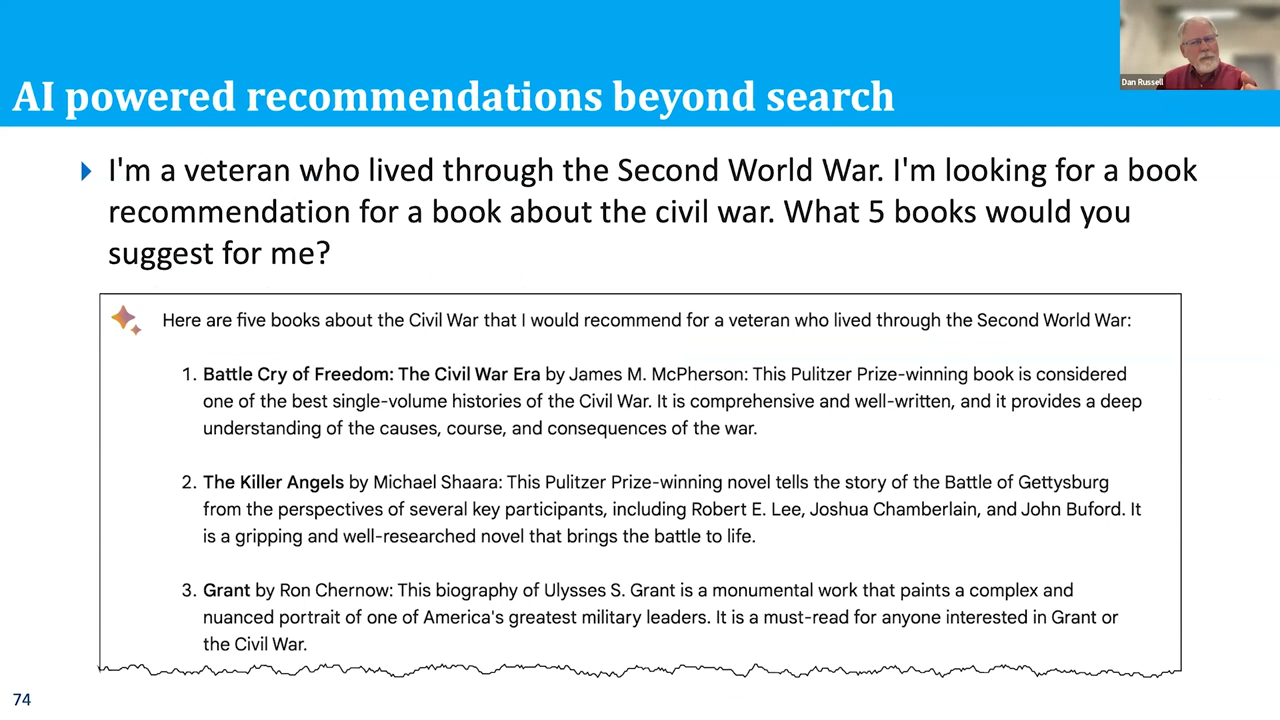 AI powered recommendations beyond search
Dan Russell
I'm a veteran who lived through the Second World War. I'm looking for a book
recommendation for a book about the civil war. What 5 books would you
suggest for me?
Here are five books about the Civil War that I would recommend for a veteran who lived through the Second World War:
1. Battle Cry of Freedom: The Civil War Era by James M. McPherson: This Pulitzer Prize-winning book is considered
one of the best single-volume histories of the Civil War. It is comprehensive and well-written, and it provides a deep
understanding of the causes, course, and consequences of the war.
2. The Killer Angels by Michael Shaara: This Pulitzer Prize-winning novel tells the story of the Battle of Gettysburg
from the perspectives of several key participants, including Robert E. Lee, Joshua Chamberlain, and John Buford. It
is a gripping and well-researched novel that brings the battle to life.
3. Grant by Ron Chernow: This biography of Ulysses S. Grant is a monumental work that paints a complex and
nuanced portrait of one of America's greatest military leaders. It is a must-read for anyone interested in Grant or
the Civil War.
74